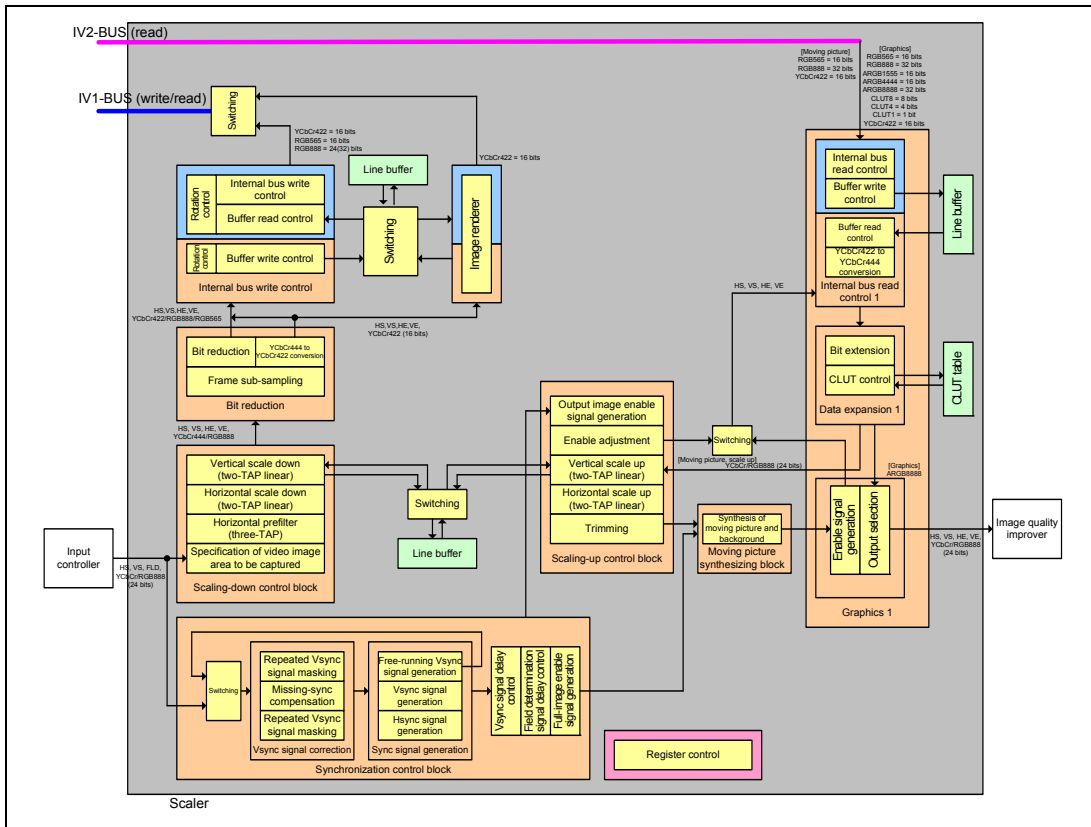 IV2-BUS (read)
[Moving picture]
RGB565 = 16 bits
RGB888 = 32 bits
YCbCr422 = 16 bits
[Graphics]
RGB565 = 16 bits
RGB888 = 32 bits
ARGB1555 = 16 bits
ARGB4444 = 16 bits
ARGB8888 = 32 bits
CLUT8 = 8 bits
CLUT4 = 4 bits
CLUT1 = 1 bit
YCbCr422 = 16 bits
IV1-BUS (write/read)
Switching
YCbCr422 = 16 bits
RGB565 = 16 bits
RGB888 = 24(32) bits
YCbCr422 = 16 bits
Line buffer
Rotation
control
Internal bus write
control
Buffer read control
Rotation
control
Buffer write control
Internal bus write control
Switching
Image renderer
Internal bus
read control
Buffer write
control
Line buffer
Buffer read
control
YCbCr422 to
YCbCr444
conversion
Internal bus read
control 1
HS, VS, HE, VE
HS,VS,HE,VE,
YCbCr422/RGB888/RGB565
HS,VS,HE,VE,
YCbCr422 (16 bits)
Bit reduction
YCbCr444 to
YCbCr422 conversion
Frame sub-sampling
Bit reduction
Bit extension
CLUT control
Data expansion 1
CLUT table
HS, VS, HE, VE,
YCbCr444/RGB888
Output image enable
signal generation
Enable adjustment
Vertical scale up
(two-TAP linear)
Horizontal scale up
(two-TAP linear)
Trimming
Scaling-up control block
Switching
[Moving picture, scale up]
YCbCr/RGB888 (24 bits)
[Graphics]
ARGB8888
Vertical scale down
(two-TAP linear)
Horizontal scale down
(two-TAP linear)
Horizontal prefilter
(three-TAP)
Specification of video image
area to be captured
Scaling-down control block
Switching
Line buffer
Synthesis of
moving picture and
background
Moving picture
synthesizing block
Enable signal
generation
Output selection
Graphics 1
Input
controller
HS, VS, FLD,
YCbCr/RGB888
(24 bits)
HS, VS, HE, VE,
YCbCr/RGB888
(24 bits)
Image quality
improver
Switching
Repeated Vsync
signal masking
Missing-sync
compensation
Repeated Vsync
signal masking
Vsync signal correction
Free-running Vsync
signal generation
Vsync signal
generation
Hsync signal
generation
Sync signal generation
Vsync signal delay
control
Field determination
signal delay control
Full-image enable
signal generation
Synchronization control block
Register control
Scaler